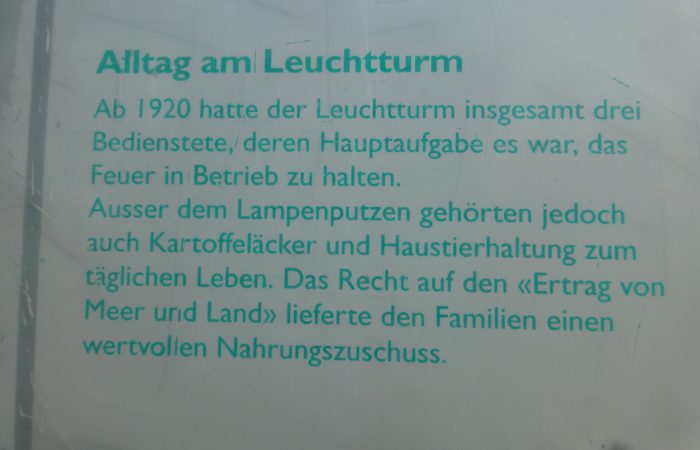 Alltag am Leuchtturm
Ab 1920 hatte der Leuchtturm insgesamt drei
Bedienstete, deren Hauptaufgabe es war, das
Feuer in Betrieb zu halten.
Ausser dem Lampenputzen gehörten jedoch
auch Kartoffeläcker und Haustierhaltung zum
täglichen Leben. Das Recht auf den «Ertrag von
Meer und Land» lieferte den Familien einen
wertvollen Nahrungszuschuss.